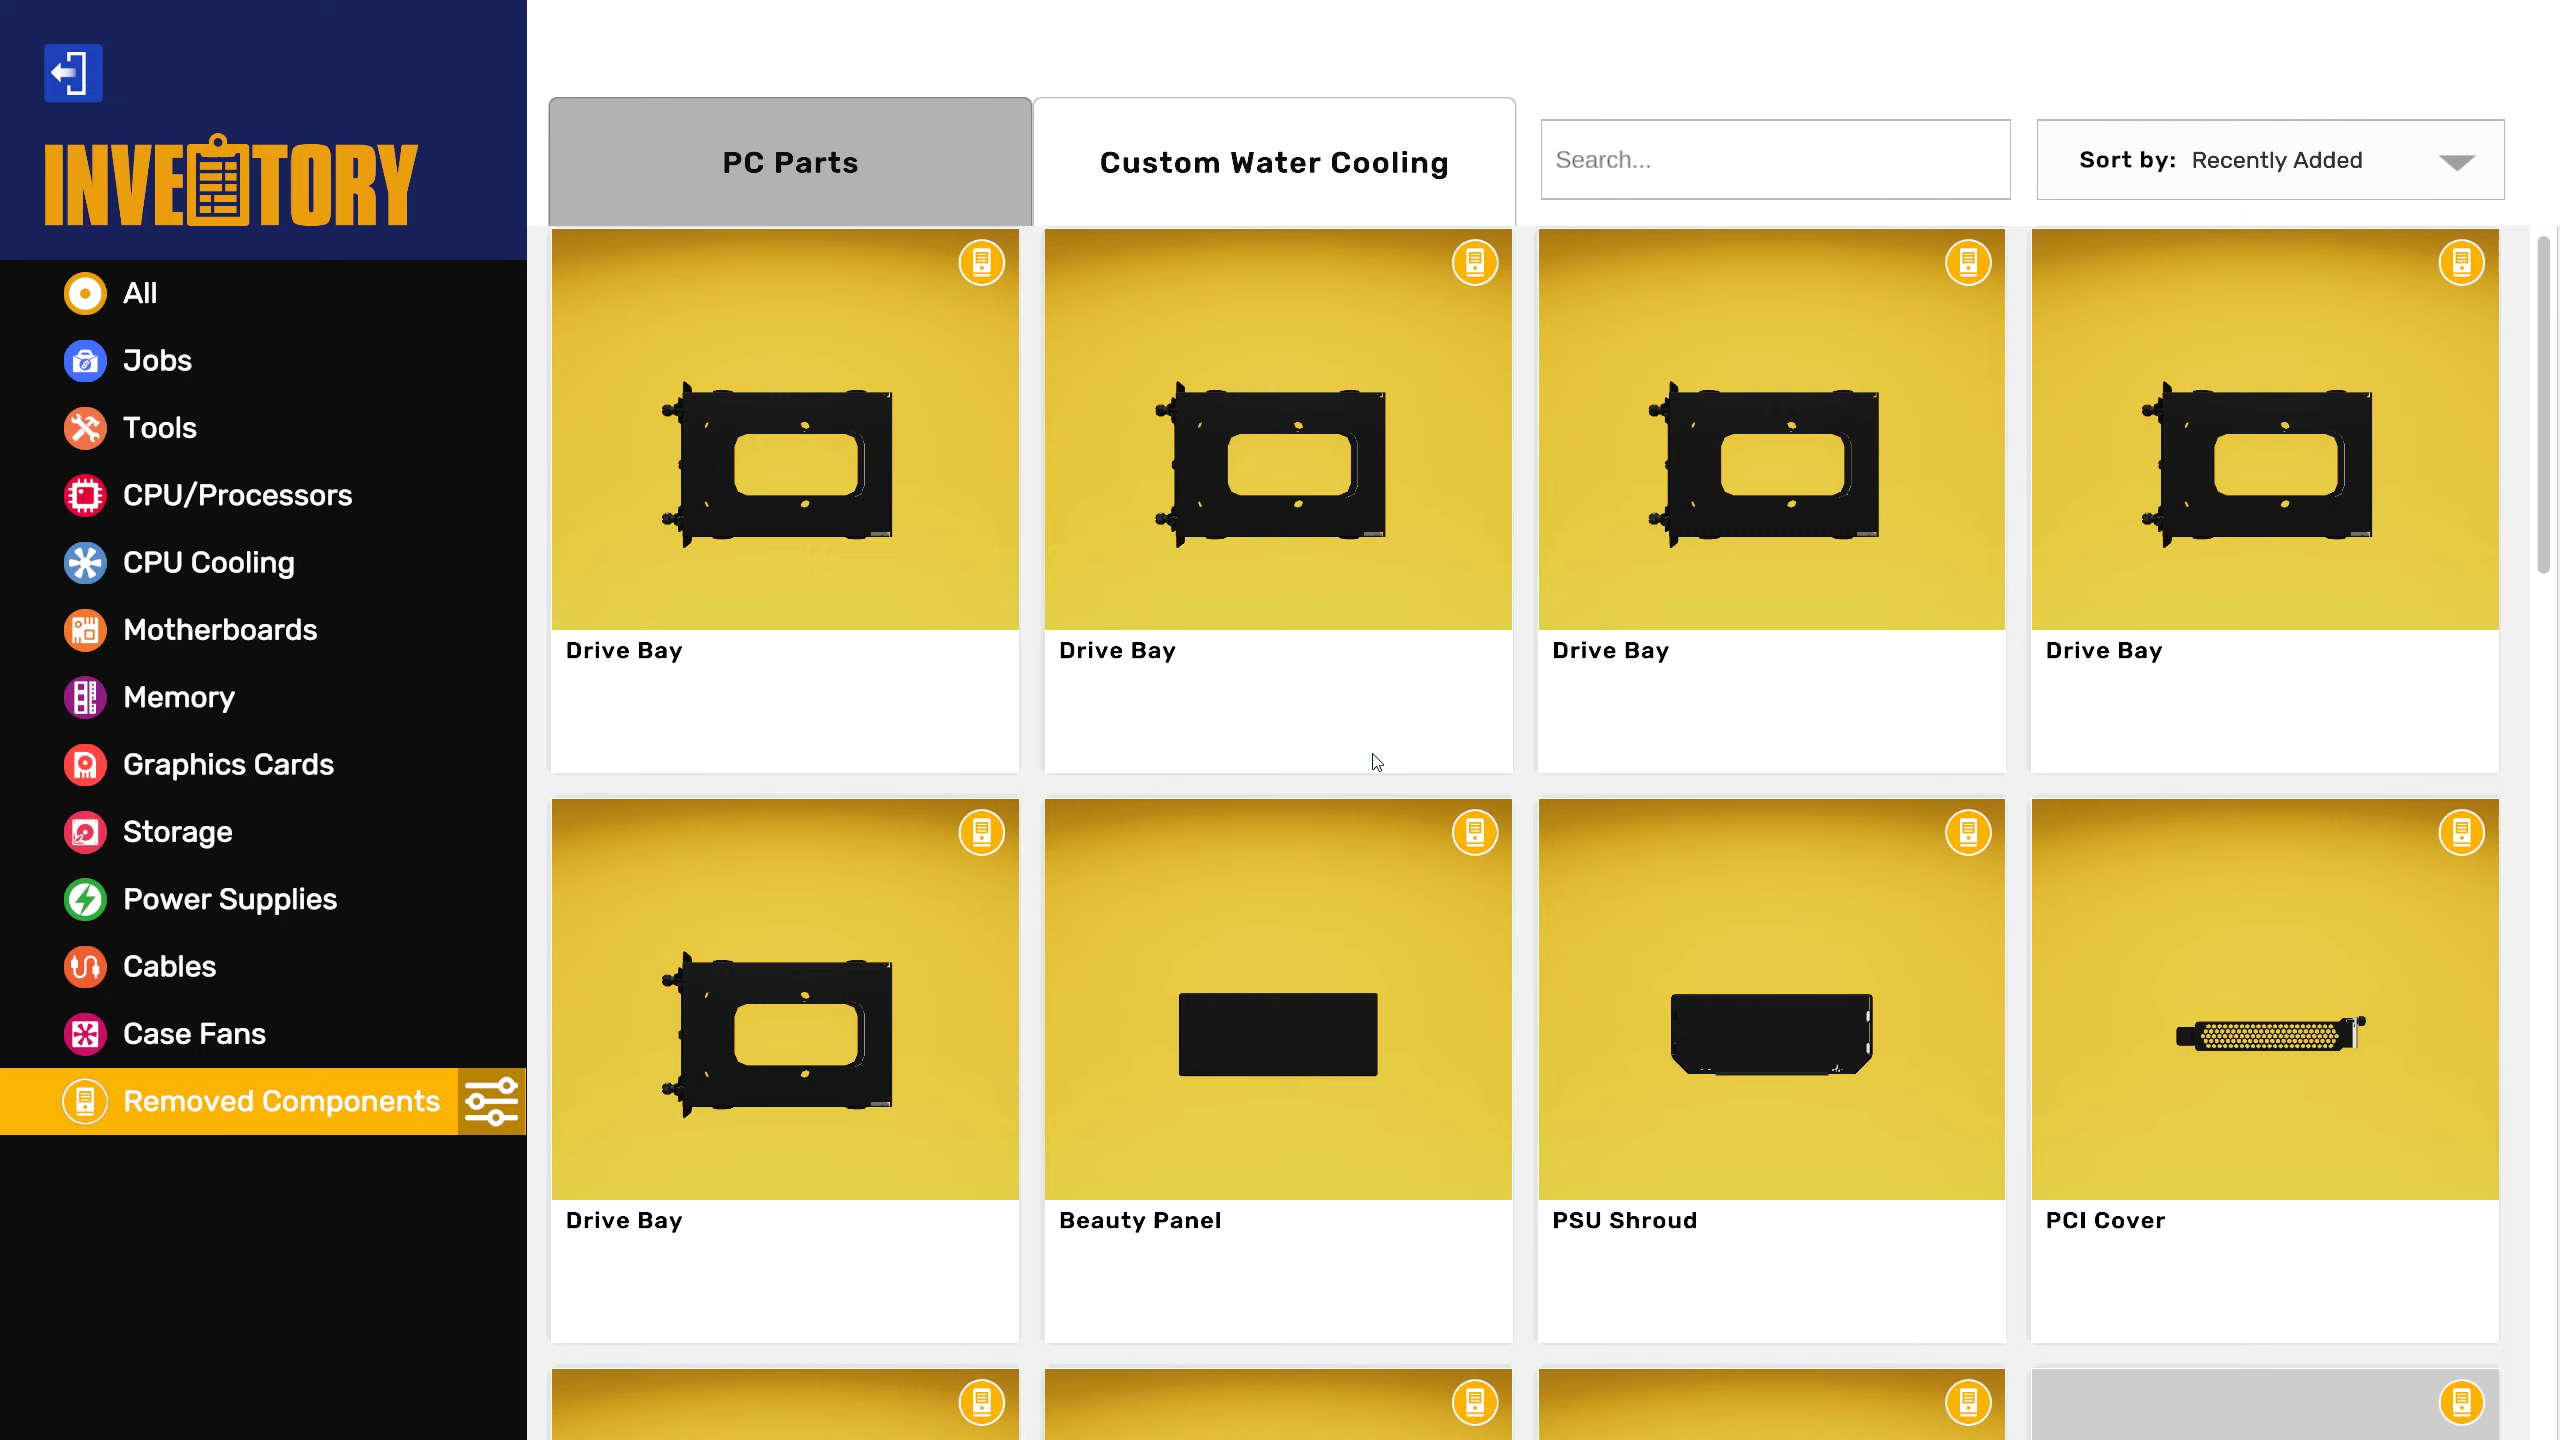 INVENTORY
PC Parts
Custom Water Cooling
Search...
Sort by: Recently Added
All
Jobs
Tools
CPU/Processors
CPU Cooling
Motherboards
Memory
Graphics Cards
Storage
Power Supplies
Cables
Case Fans
Removed Components
Drive Bay
Drive Bay
Drive Bay
Drive Bay
Drive Bay
Beauty Panel
PSU Shroud
PCI Cover